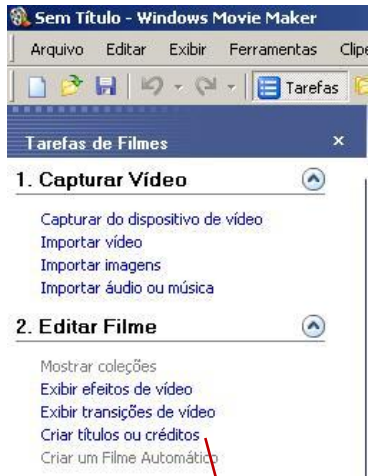 Sem Título - Windows Movie Maker
Arquivo Editar Exibir Ferramentas Clipe
Tarefas
Tarefas de Filmes
1. Capturar Vídeo
Capturar do dispositivo de vídeo
Importar vídeo
Importar imagens
Importar áudio ou música
2. Editar Filme
Mostrar coleções
Exibir efeitos de vídeo
Exibir transições de vídeo
Criar títulos ou créditos
Criar um Filme Automático